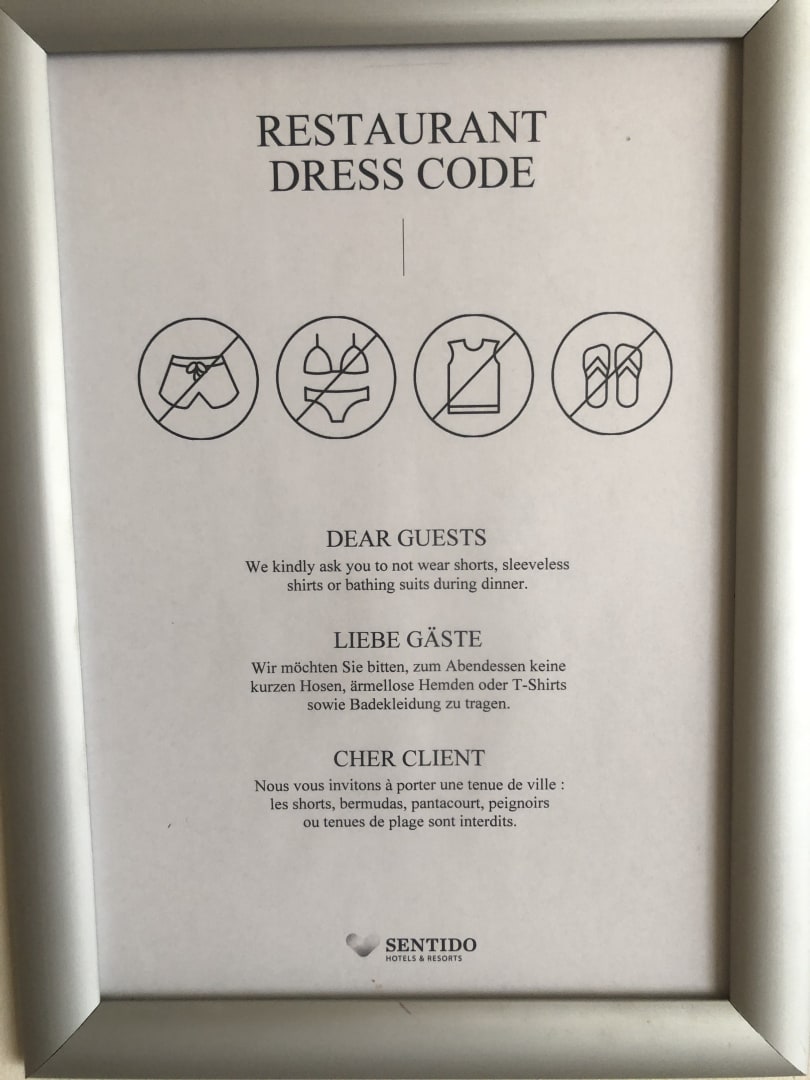 RESTAURANT
DRESS CODE
DEAR GUESTS
We kindly ask you to not wear shorts, sleeveless
shirts or bathing suits during dinner.
LIEBE GÄSTE
Wir möchten Sie bitten, zum Abendessen keine
kurzen Hosen, ärmellose Hemden oder T-Shirts
sowie Badekleidung zu tragen.
CHER CLIENT
Nous vous invitons à porter une tenue de ville :
les shorts, bermudas, pantacourt, peignoirs
ou tenues de plage sont interdits.
SENTIDO
HOTELS & RESORTS